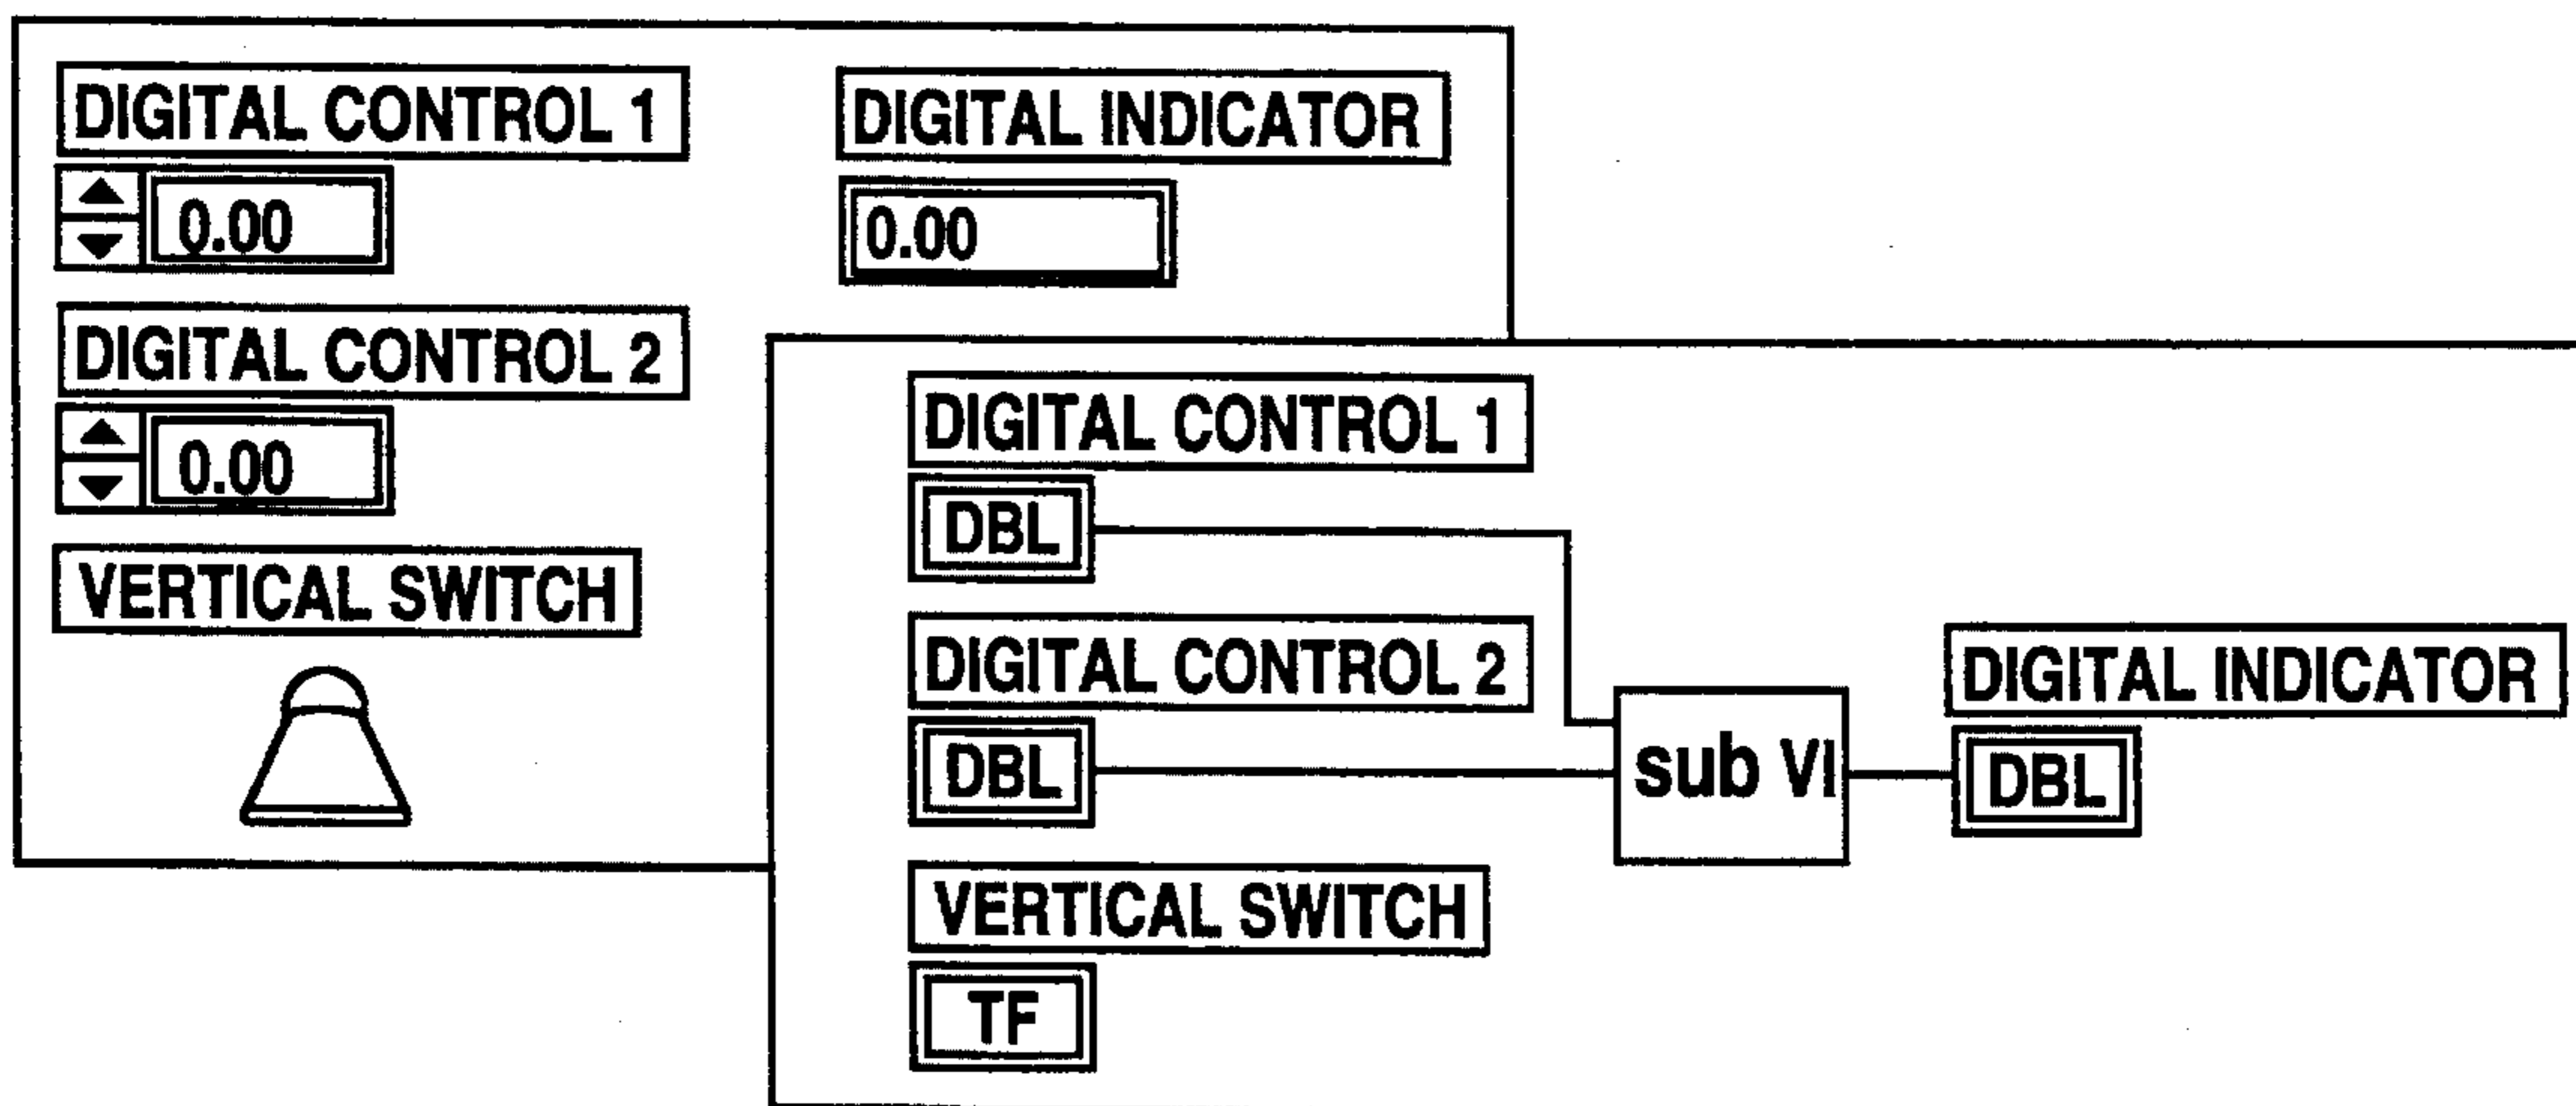 DIGITAL CONTROL 1
0.00
DIGITAL CONTROL 2
0.00
VERTICAL SWITCH
DIGITAL INDICATOR
0.00
DIGITAL CONTROL 1
DBL
DIGITAL CONTROL 2
DBL
VERTICAL SWITCH
TF
sub VI
DIGITAL INDICATOR
DBL